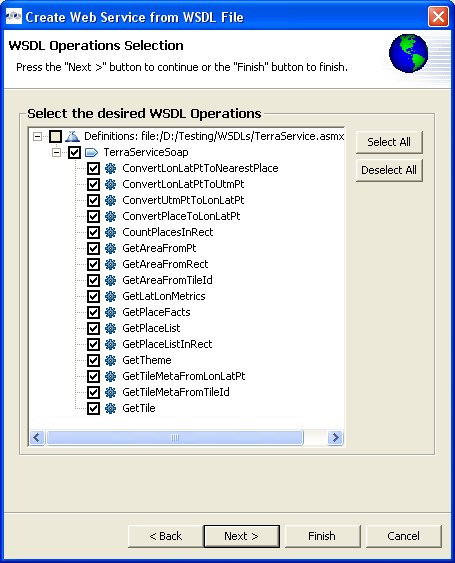 Create Web Service from WSDL File
WSDL Operations Selection
Press the "Next >" button to continue or the "Finish" button to finish.
Select the desired WSDL Operations
Definitions: file:/D:/Testing/WSDLs/TerraService.asmx
TerraServiceSoap
ConvertLonLatPtToNearestPlace
ConvertLonLatPtToUtmPt
ConvertUtmPtToLonLatPt
ConvertPlaceToLonLatPt
CountPlacesInRect
GetAreaFromPt
GetAreaFromRect
GetAreaFromTileId
GetLatLonMetrics
GetPlaceFacts
GetPlaceList
GetPlaceListInRect
GetTheme
GetTileMetaFromLonLatPt
GetTileMetaFromTileId
GetTile
Select All
Deselect All
< Back
Next >
Finish
Cancel